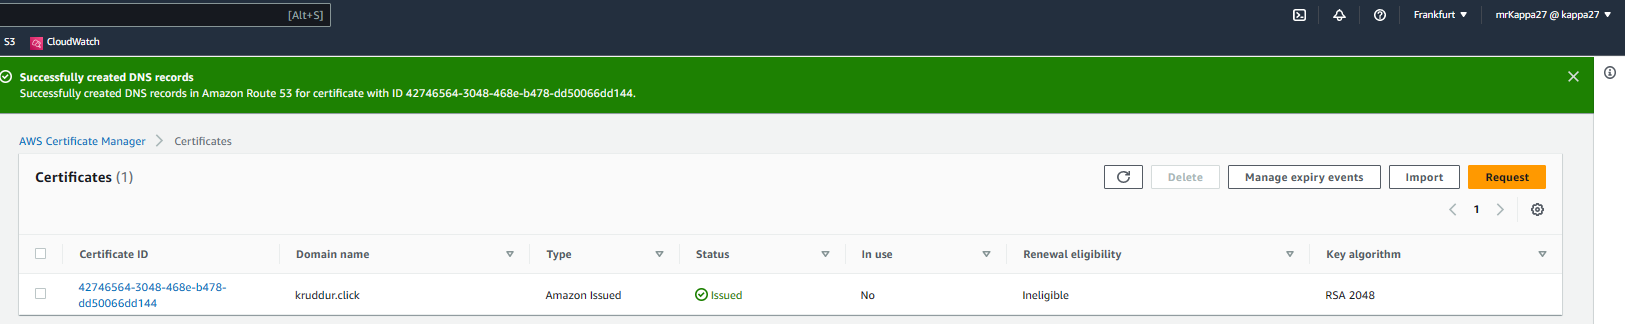 [Alt+S]
Frankfurt ▼
mrKappa27 @ kappa27 ▼
S3
CloudWatch
Successfully created DNS records
Successfully created DNS records in Amazon Route 53 for certificate with ID 42746564-3048-468e-b478-dd50066dd144.
AWS Certificate Manager > Certificates
Certificates (1)
Delete
Manage expiry events
Import
Request
1
Certificate ID
Domain name
Type
Status
In use
Renewal eligibility
Key algorithm
42746564-3048-468e-b478-
dd50066dd144
kruddur.click
Amazon Issued
Issued
No
Ineligible
RSA 2048